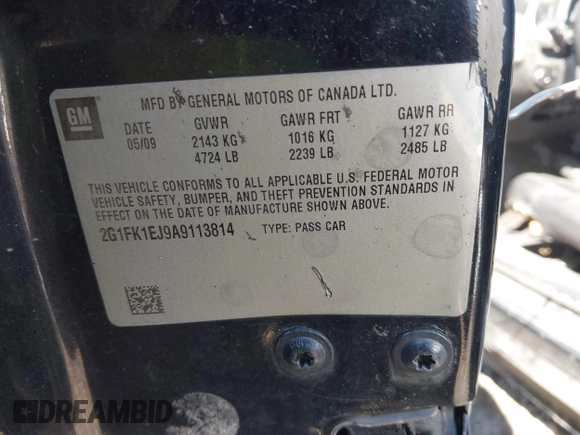 GM
MFD BY GENERAL MOTORS OF CANADA LTD.
DATE GVWR GAWR FRT GAWR RR
05/09 2143 KG 1016 KG 1127 KG
4724 LB 2239 LB 2485 LB
THIS VEHICLE CONFORMS TO ALL APPLICABLE U.S. FEDERAL MOTOR
VEHICLE SAFETY, BUMPER, AND THEFT PREVENTION STANDARDS IN
EFFECT ON THE DATE OF MANUFACTURE SHOWN ABOVE.
2G1FK1EJ9A9113814 TYPE: PASS CAR
DREAMBID